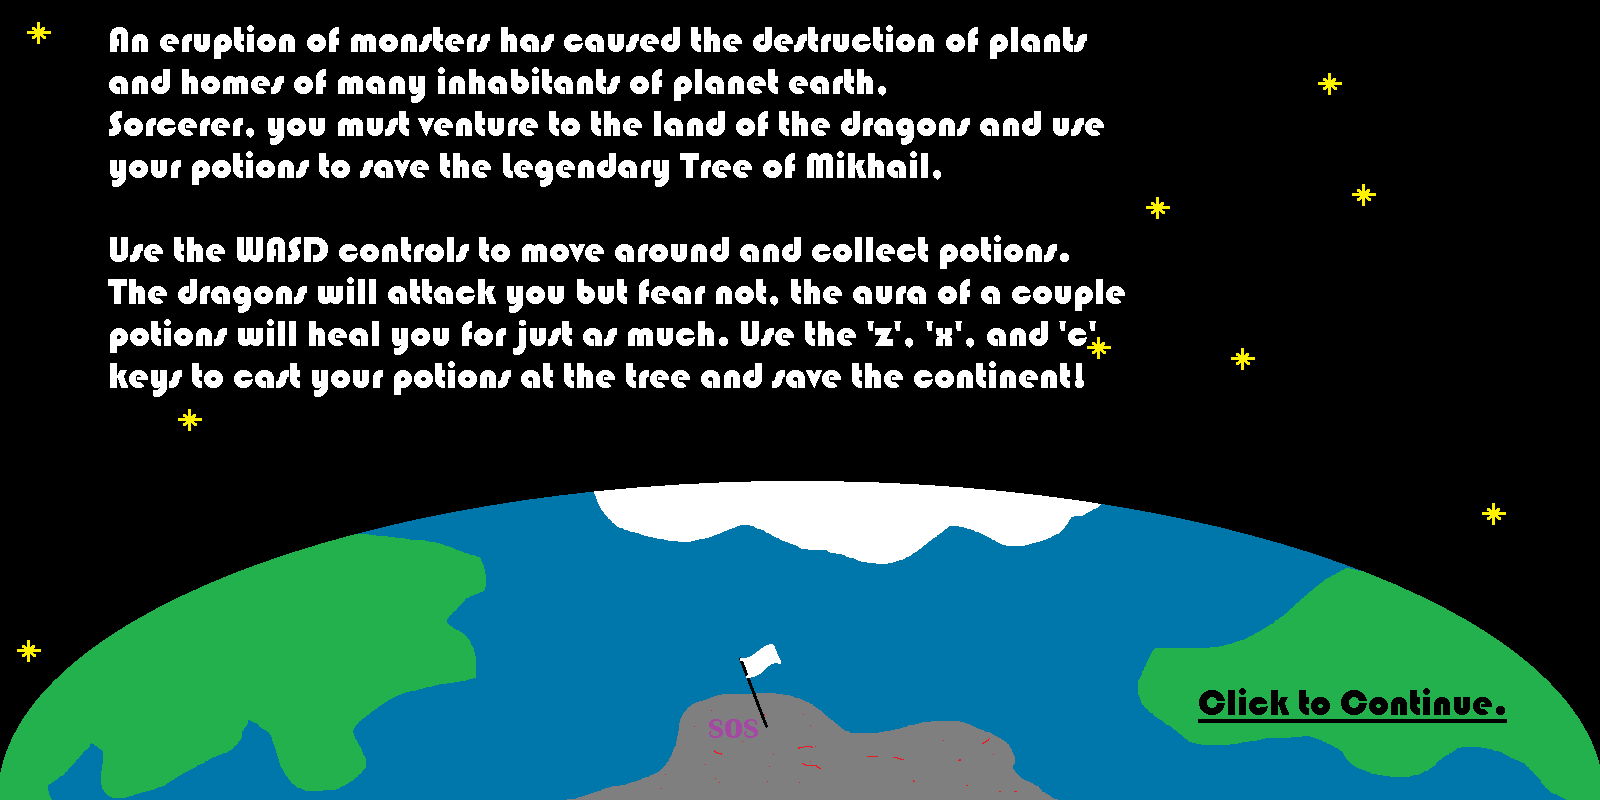 An eruption of monsters has caused the destruction of plants
and homes of many inhabitants of planet earth,
Sorcerer, you must venture to the land of the dragons and use
your potions to save the Legendary Tree of Mikhail,
Use the WASD controls to move around and collect potions.
The dragons will attack you but fear not, the aura of a couple
potions will heal you for just as much. Use the 'z', 'x', and 'c',
keys to cast your potions at the tree and save the continent!
SOS
Click to Continue.